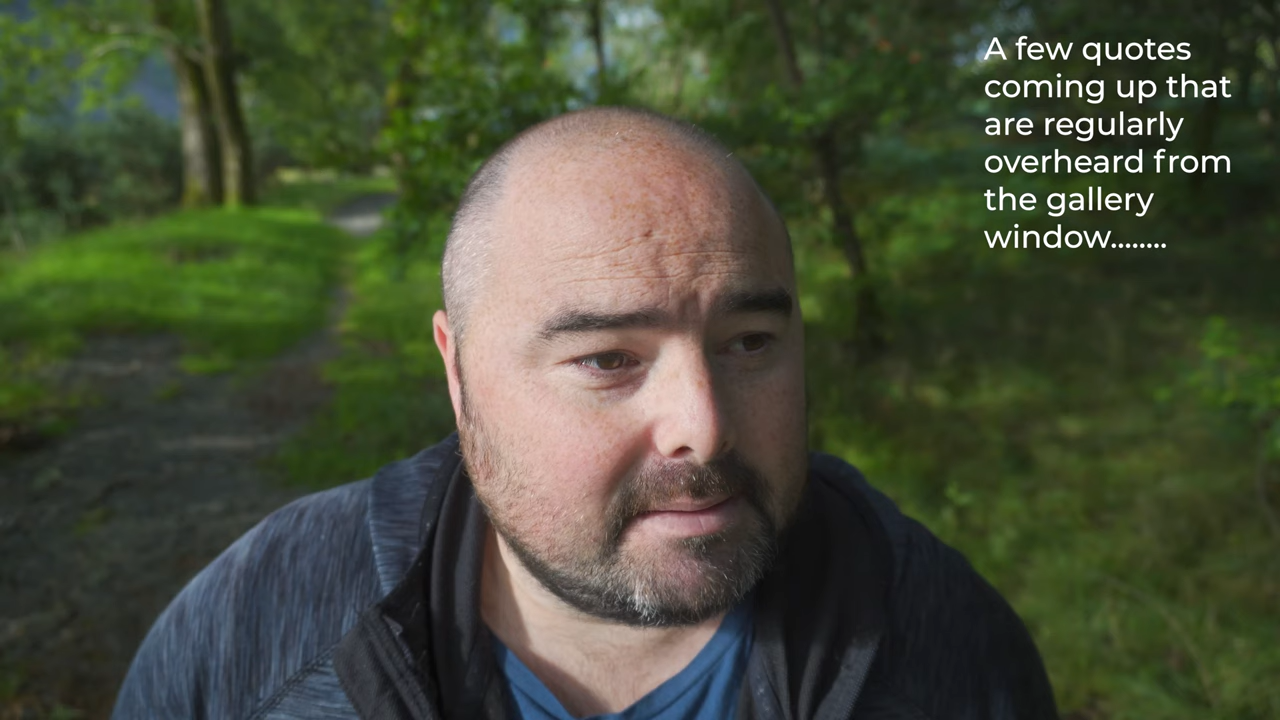 A few quotes
coming up that
are regularly
overheard from
the gallery
window........